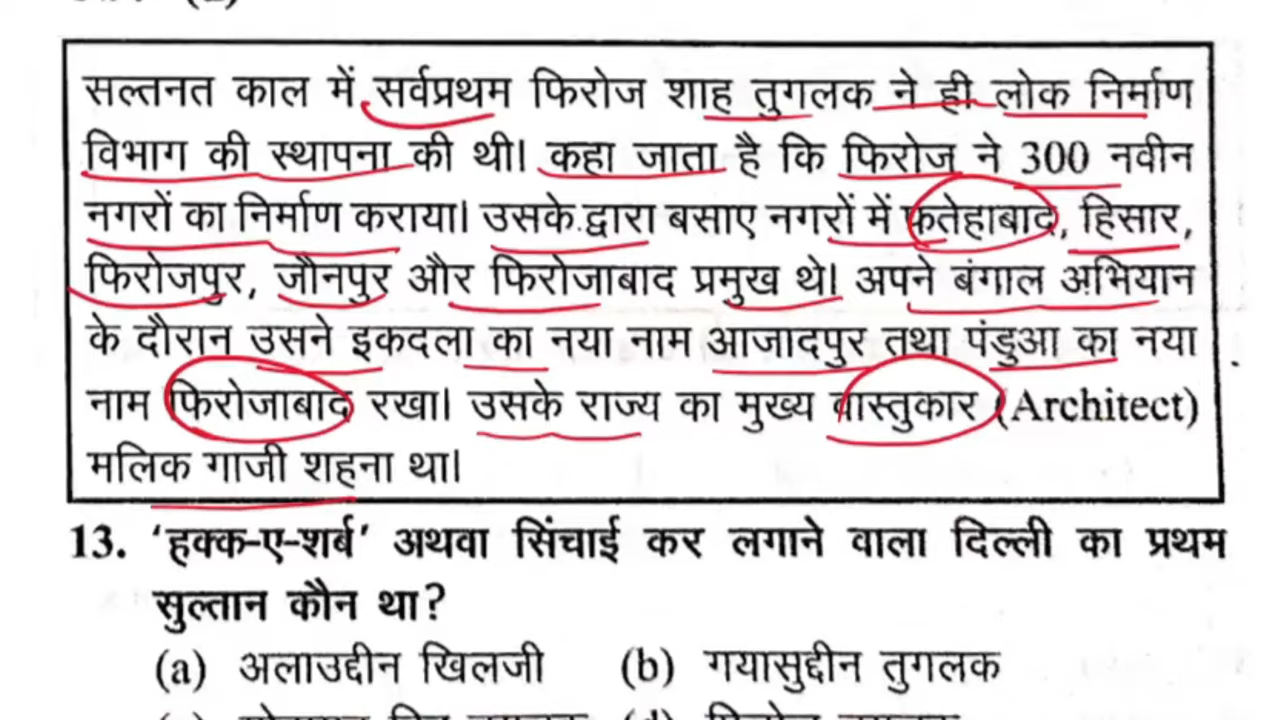 सल्तनत काल में सर्वप्रथम फिरोज शाह तुगलक ने ही लोक निर्माण
विभाग की स्थापना की थी। कहा जाता है कि फिरोज ने 300 नवीन
नगरों का निर्माण कराया। उसके द्वारा बसाए नगरों में फतेहाबाद, हिसार,
फिरोजपुर, जौनपुर और फिरोजाबाद प्रमुख थे। अपने बंगाल अभियान
के दौरान उसने इकदला का नया नाम आजादपुर तथा पंडुआ का नया
नाम फिरोजाबाद रखा। उसके राज्य का मुख्य वास्तुकार (Architect)
मलिक गाजी शहना था।
13. ‘हक्क-ए-शर्ब’ अथवा सिंचाई कर लगाने वाला दिल्ली का प्रथम
सुल्तान कौन था?
(a) अलाउद्दीन खिलजी (b) गयासुद्दीन तुगलक